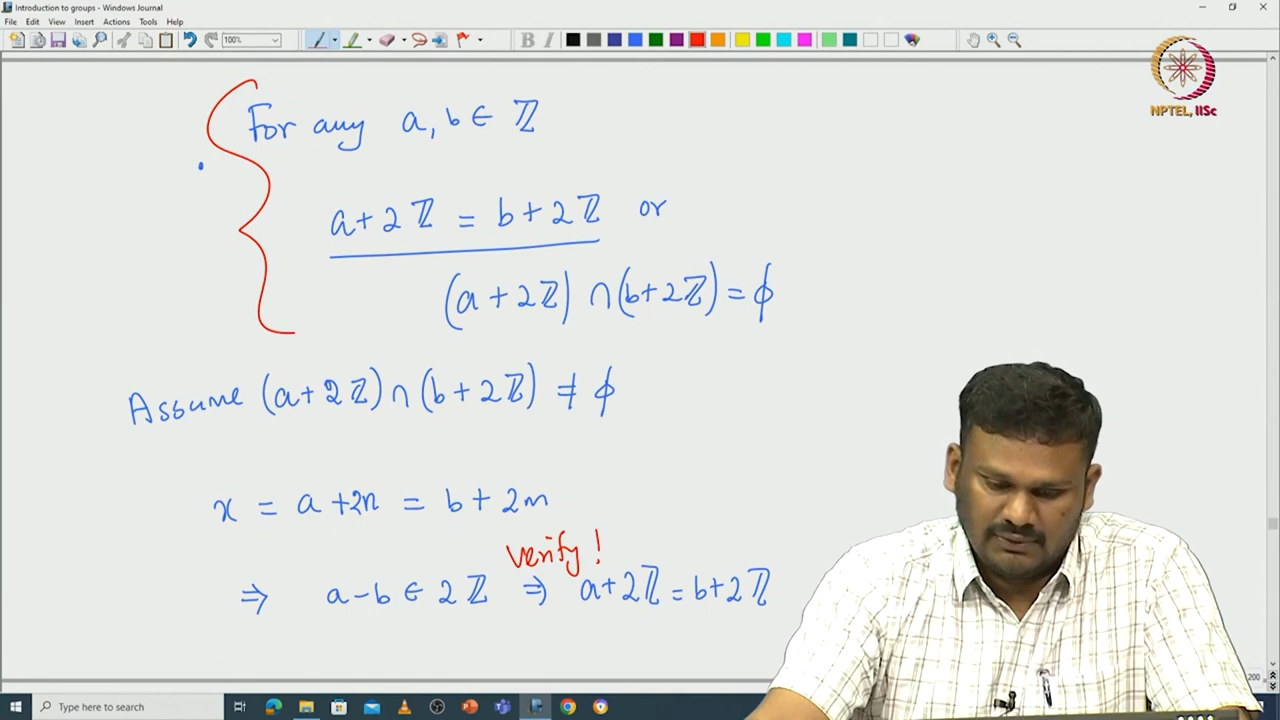 Introduction to groups - Windows Journal
File Edit View Insert Actions Tools Help
100%
B I
NPTEL, IISc
For any a, b ∈ ℤ
a + 2ℤ = b + 2ℤ or
(a + 2ℤ) ∩ (b + 2ℤ) = ϕ
Assume (a + 2ℤ) ∩ (b + 2ℤ) ≠ ϕ
x = a + 2n = b + 2m
verify!
⇒ a - b ∈ 2ℤ ⇒ a + 2ℤ = b + 2ℤ
200
Type here to search